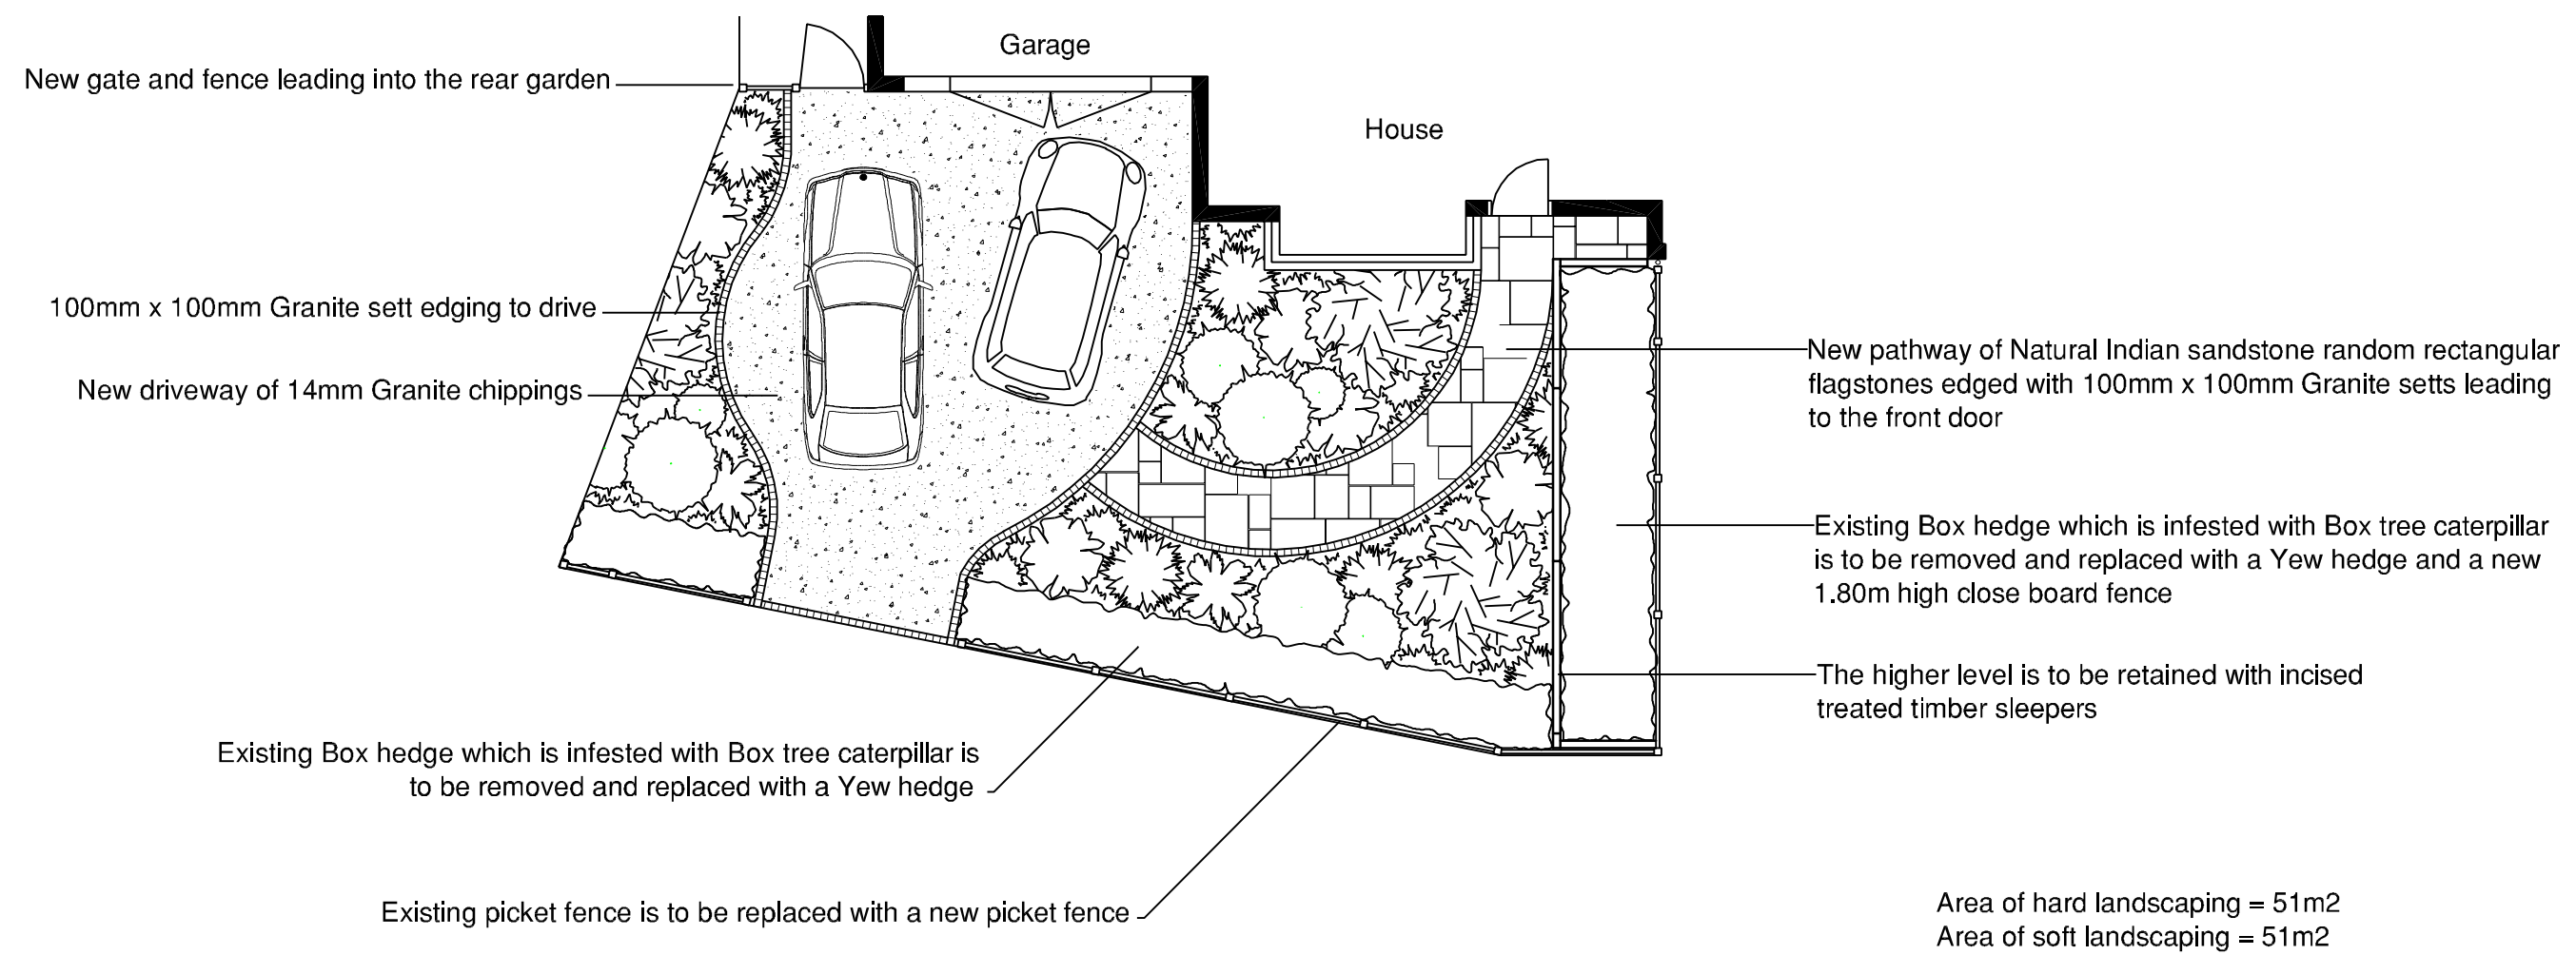 Garage
New gate and fence leading into the rear garden
House
100mm x 100mm Granite sett edging to drive
New driveway of 14mm Granite chippings
New pathway of Natural Indian sandstone random rectangular
flagstones edged with 100mm x 100mm Granite setts leading
to the front door
Existing Box hedge which is infested with Box tree caterpillar
is to be removed and replaced with a Yew hedge and a new
1.80m high close board fence
The higher level is to be retained with incised
treated timber sleepers
Existing Box hedge which is infested with Box tree caterpillar is
to be removed and replaced with a Yew hedge
Existing picket fence is to be replaced with a new picket fence
Area of hard landscaping = 51m2
Area of soft landscaping = 51m2